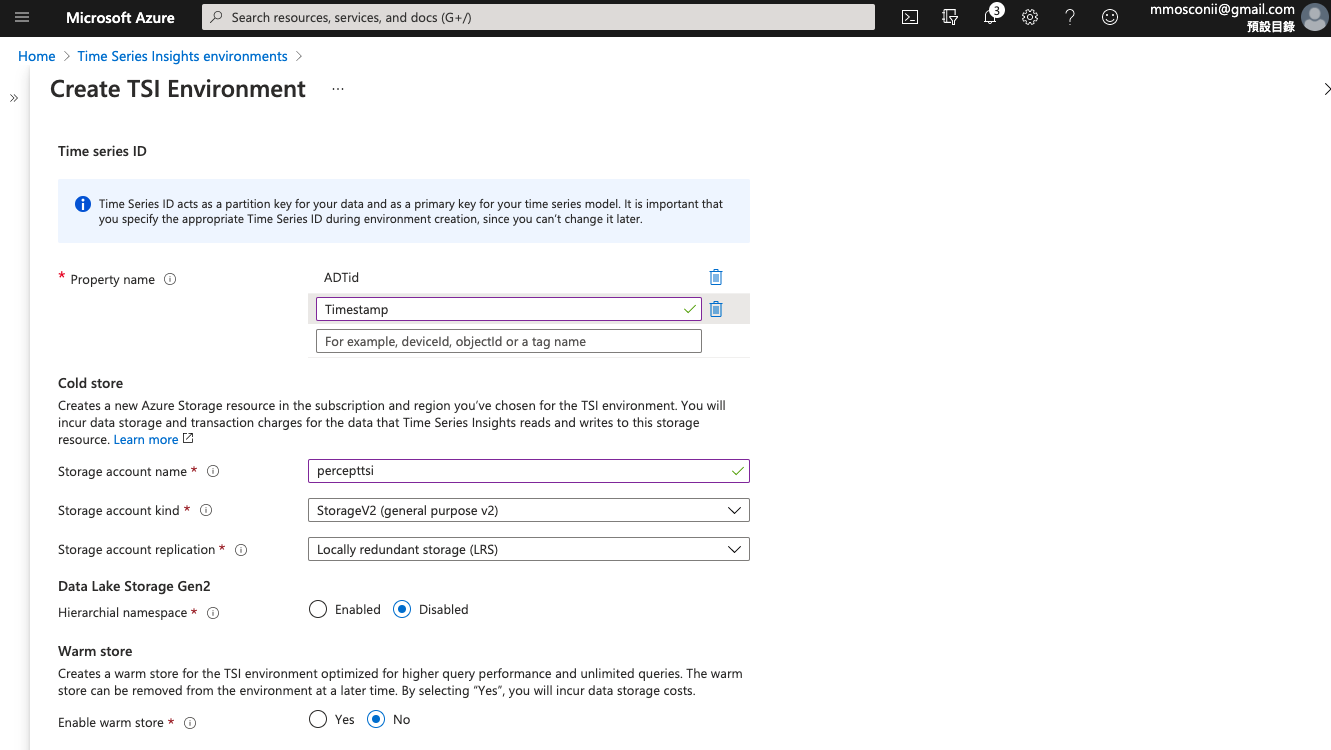 Microsoft Azure
Search resources, services, and docs (G+/)
3
mmosconii@gmail.com
預設目錄
Home > Time Series Insights environments >
Create TSI Environment ...
Time series ID
Time Series ID acts as a partition key for your data and as a primary key for your time series model. It is important that
you specify the appropriate Time Series ID during environment creation, since you can’t change it later.
* Property name
ADTid
Timestamp
For example, deviceId, objectId or a tag name
Cold store
Creates a new Azure Storage resource in the subscription and region you’ve chosen for the TSI environment. You will
incur data storage and transaction charges for the data that Time Series Insights reads and writes to this storage
resource. Learn more
Storage account name *
percepttsi
Storage account kind *
StorageV2 (general purpose v2)
Storage account replication *
Locally redundant storage (LRS)
Data Lake Storage Gen2
Hierarchial namespace *
Enabled
Disabled
Warm store
Creates a warm store for the TSI environment optimized for higher query performance and unlimited queries. The warm
store can be removed from the environment at a later time. By selecting “Yes”, you will incur data storage costs.
Enable warm store *
Yes
No